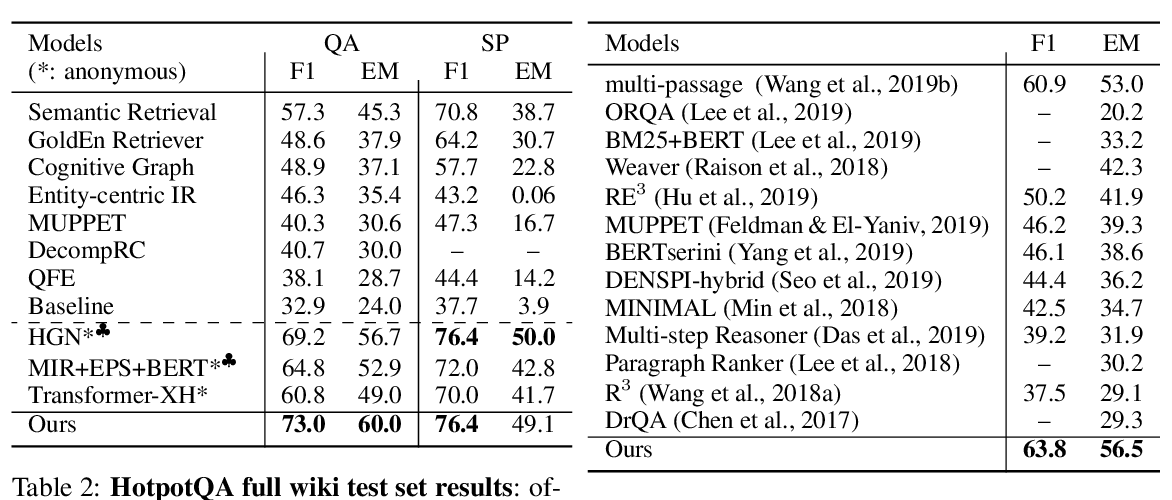 Models QA SP
(*: anonymous) F1 EM F1 EM
Semantic Retrieval 57.3 45.3 70.8 38.7
GoldEn Retriever 48.6 37.9 64.2 30.7
Cognitive Graph 48.9 37.1 57.7 22.8
Entity-centric IR 46.3 35.4 43.2 0.06
MUPPET 40.3 30.6 47.3 16.7
DecompRC 40.7 30.0 – –
QFE 38.1 28.7 44.4 14.2
Baseline 32.9 24.0 37.7 3.9
HGN*♣ 69.2 56.7 76.4 50.0
MIR+EPS+BERT*♣ 64.8 52.9 72.0 42.8
Transformer-XH* 60.8 49.0 70.0 41.7
Ours 73.0 60.0 76.4 49.1
Table 2: HotpotQA full wiki test set results: of-
Models F1 EM
multi-passage (Wang et al., 2019b) 60.9 53.0
ORQA (Lee et al., 2019) – 20.2
BM25+BERT (Lee et al., 2019) – 33.2
Weaver (Raison et al., 2018) – 42.3
RE³ (Hu et al., 2019) 50.2 41.9
MUPPET (Feldman & El-Yaniv, 2019) 46.2 39.3
BERTserini (Yang et al., 2019) 46.1 38.6
DENSPI-hybrid (Seo et al., 2019) 44.4 36.2
MINIMAL (Min et al., 2018) 42.5 34.7
Multi-step Reasoner (Das et al., 2019) 39.2 31.9
Paragraph Ranker (Lee et al., 2018) – 30.2
R³ (Wang et al., 2018a) 37.5 29.1
DrQA (Chen et al., 2017) – 29.3
Ours 63.8 56.5